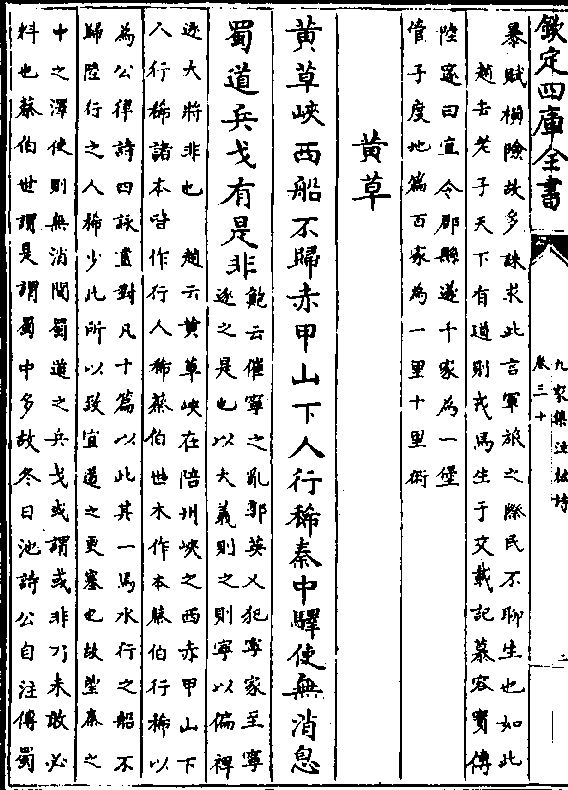 欽定四庫全書
九家集注杜詩
卷三十
二
暴賦橫險故多誅求此言軍旅之際民不聊生也如此
趙云老子天下有道則戎馬生于交載記慕容寶傳
陸邃曰宜令郡縣遂千家為一堡
管子度地篇百家為一里十里術
黄草
黄草峽西船不歸赤甲山下人行稀秦中驛使無消息
蜀道兵戈有是非
鮑云崔寧之亂郭英乂犯寧家至寧
逐之是也以大義則之則寧以偏裨
逐大將非也 趙云黄草峽在陪州峽之西赤甲山下
人行稀諸本皆作行人稀蔡伯世木作本縢伯行稀以
為公律詩四詠蓋對凡十篇以此其一焉水行之船不
歸陸行之人稀少此所以致宜道之更塞也故望秦之
中之澤使則無消聞蜀道之兵戈或謂或非乃未敢必
料也蔡伯世謂是謂蜀中多故冬日池詩公自注傳蜀